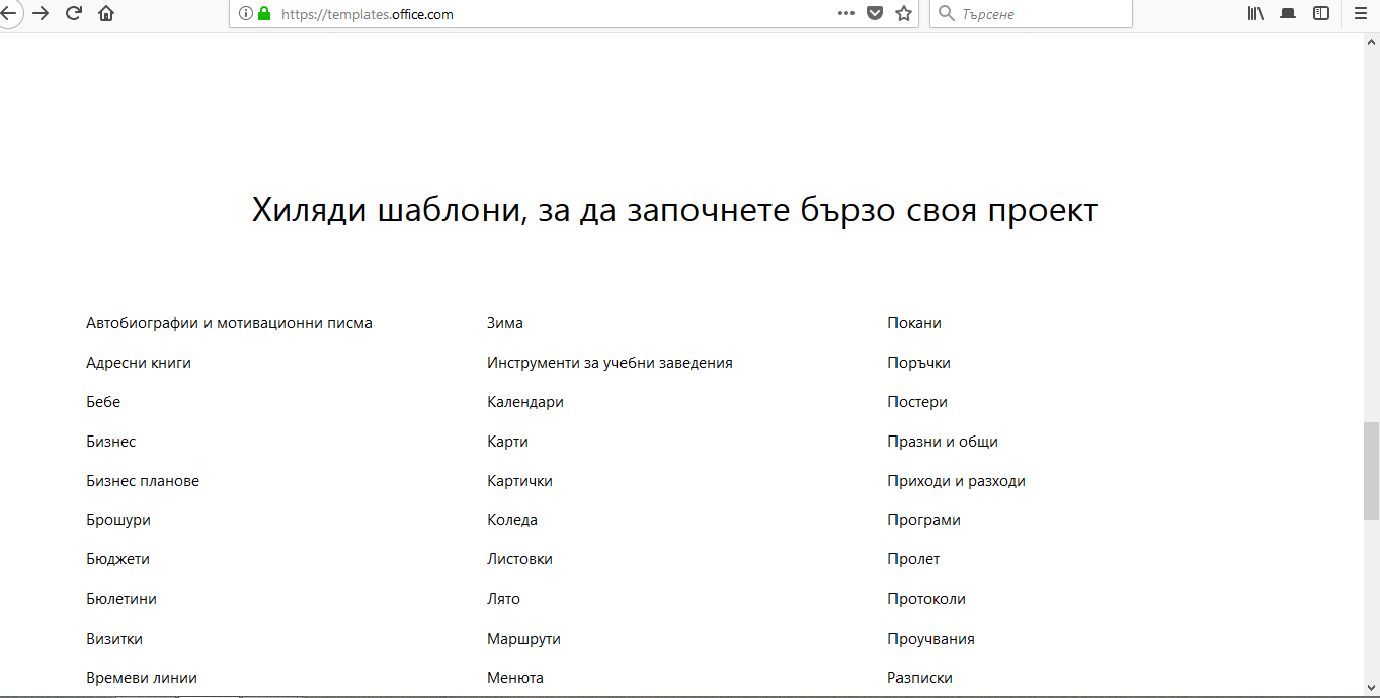 https://templates.office.com
Търсене
Хиляди шаблони, за да започнете бързо своя проект
Автобиографии и мотивационни писма
Адресни книги
Бебе
Бизнес
Бизнес планове
Брошури
Бюджети
Бюлетини
Визитки
Времеви линии
Зима
Инструменти за учебни заведения
Календари
Карти
Картички
Коледа
Листовки
Лято
Маршрути
Менюта
Покани
Поръчки
Постери
Празни и общи
Приходи и разходи
Програми
Пролет
Протоколи
Проучвания
Разписки